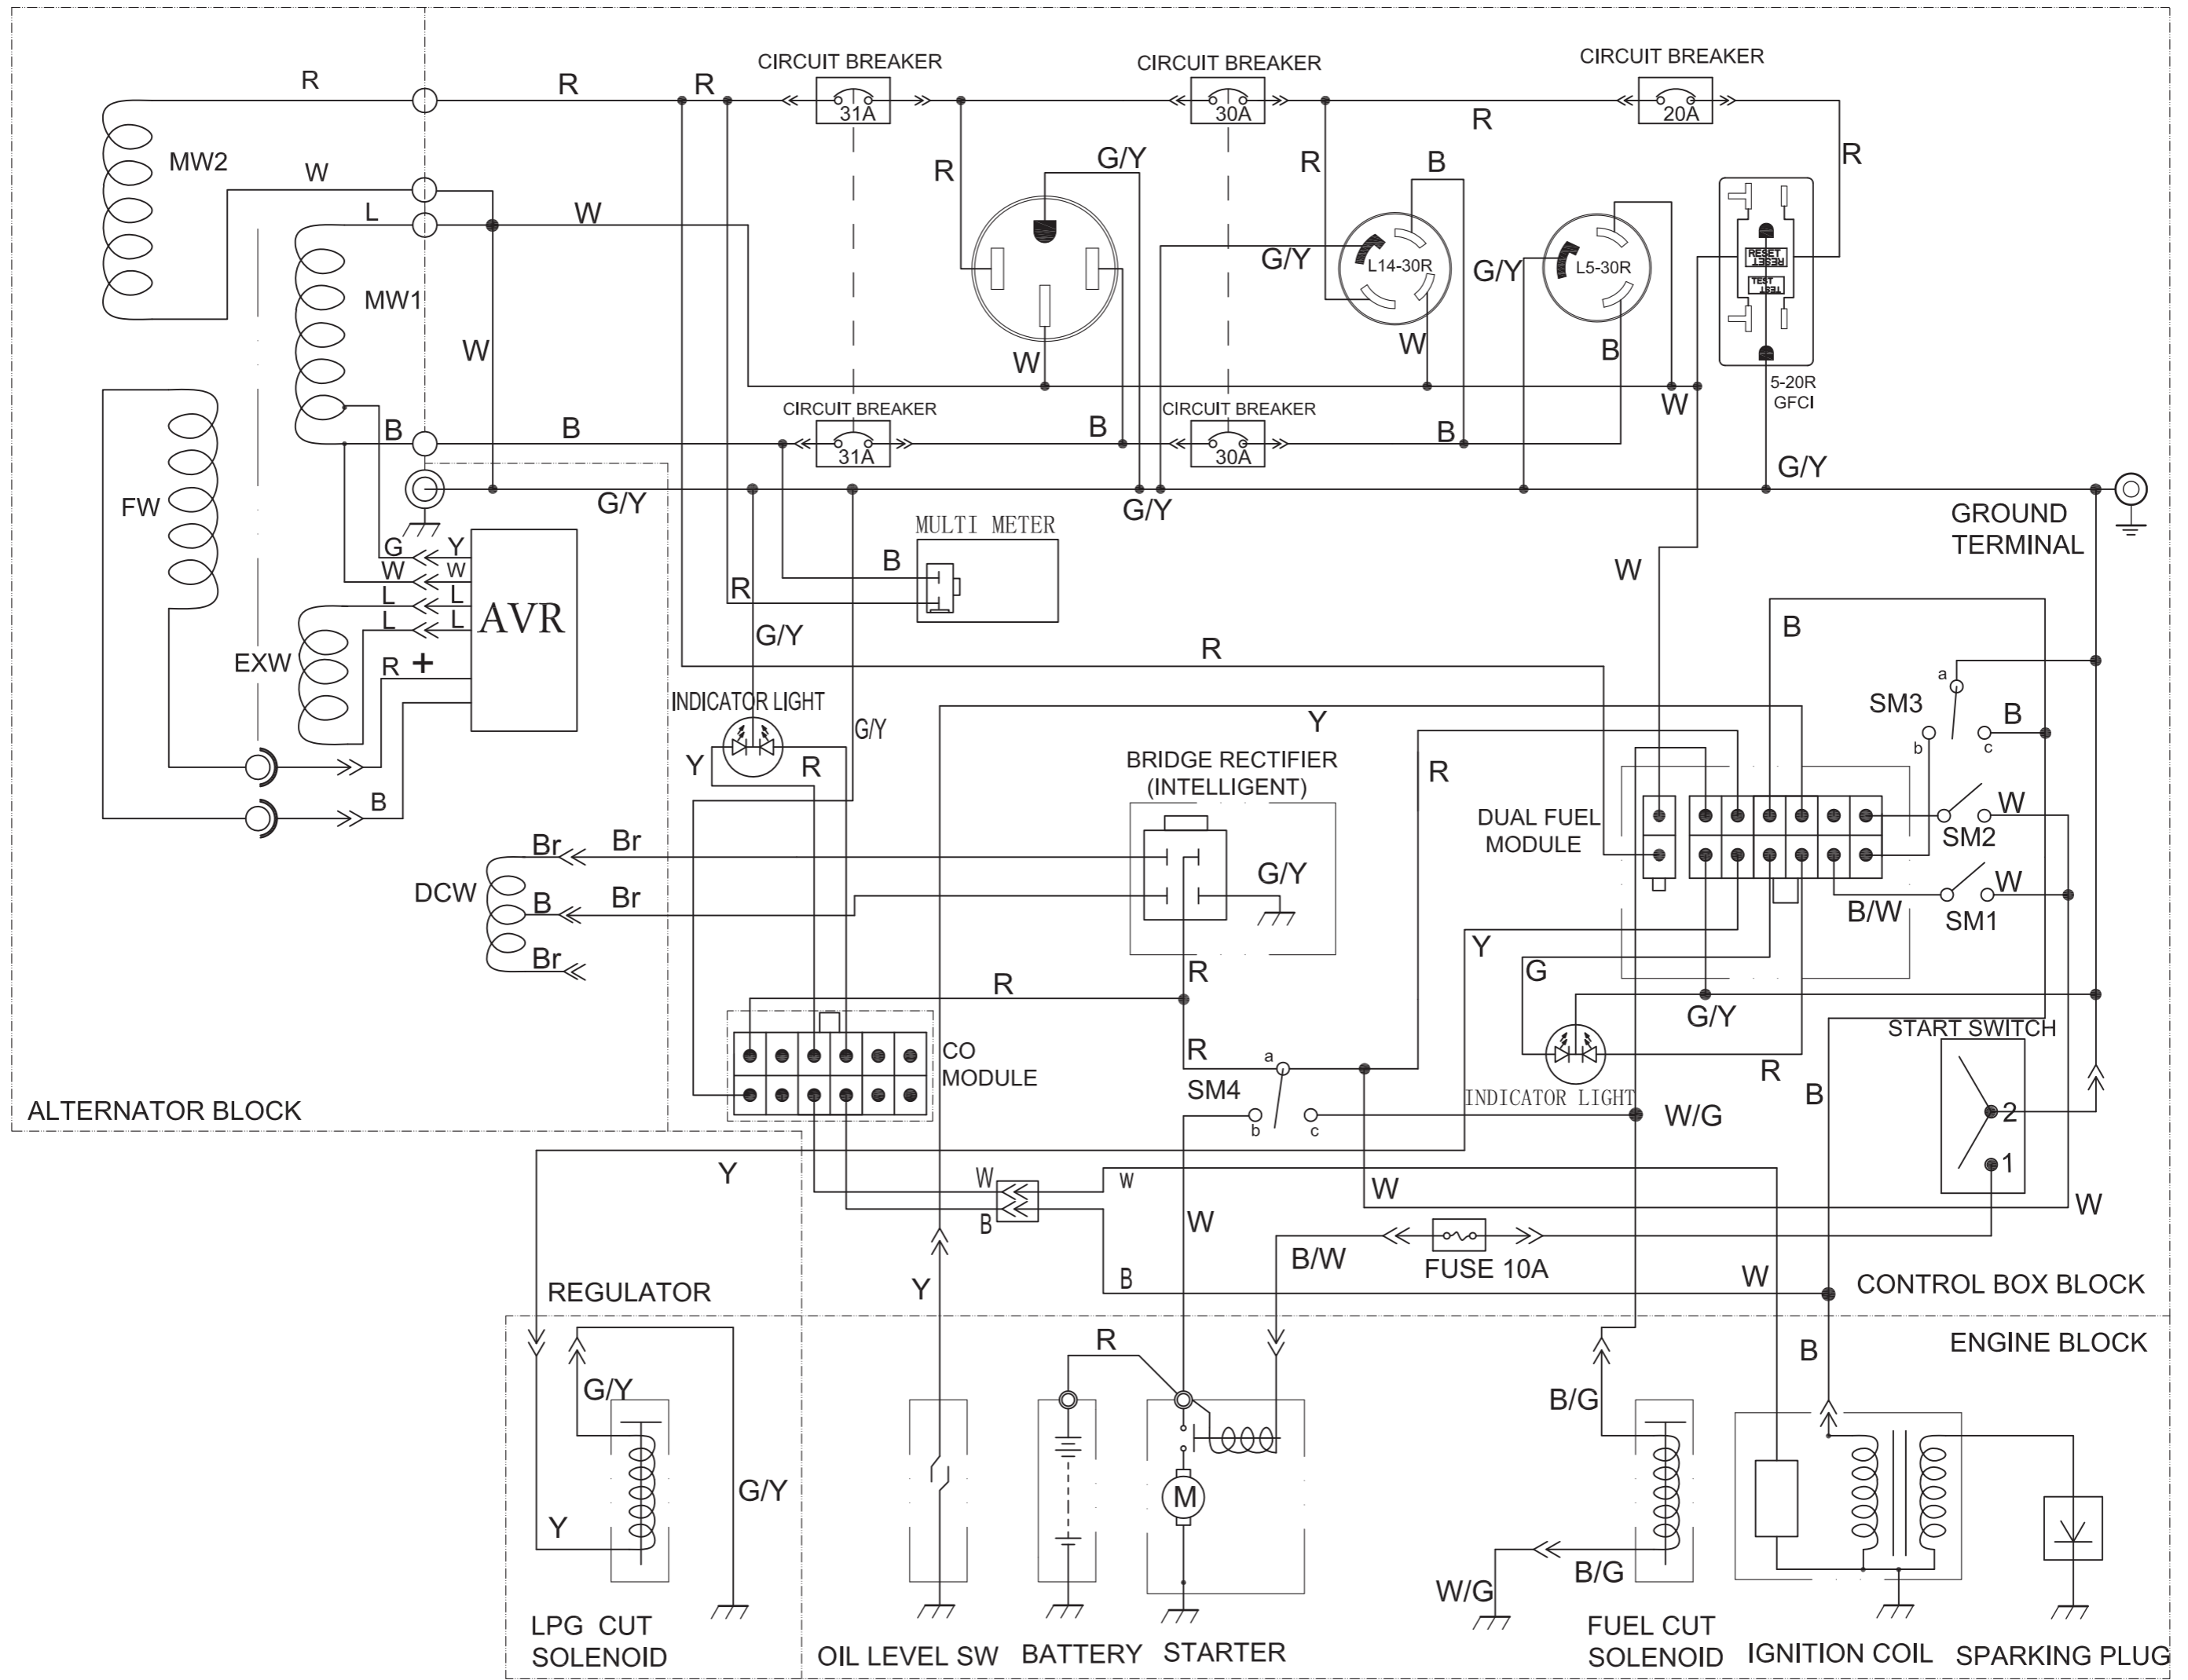 CIRCUIT BREAKER
CIRCUIT BREAKER
CIRCUIT BREAKER
R
R
R
31A
30A
20A
R
MW2
R
G/Y
R
B
R
W
L
W
G/Y
L14-30R
G/Y
L5-30R
RESET
RESET
TEST
TEST
MW1
W
W
W
B
5-20R
GFCI
W
CIRCUIT BREAKER
CIRCUIT BREAKER
B
B
B
B
31A
30A
G/Y
FW
G/Y
G/Y
GROUND
TERMINAL
MULTI METER
G
Y
W
W
L
L
L
L
AVR
B
R
W
B
G/Y
R
EXW
R +
a
SM3
B
b
c
INDICATOR LIGHT
G/Y
Y
Y
R
BRIDGE RECTIFIER
(INTELLIGENT)
R
B
DUAL FUEL
MODULE
W
SM2
Br
Br
G/Y
DCW
B
Br
W
B/W
SM1
Br
Y
G
R
R
G/Y
START SWITCH
CO
MODULE
R
a
SM4
b
c
R
INDICATOR LIGHT
B
W/G
2
1
ALTERNATOR BLOCK
Y
W
W
B
W
W
W
B/W
FUSE 10A
B
W
REGULATOR
Y
CONTROL BOX BLOCK
R
B
ENGINE BLOCK
G/Y
B/G
M
G/Y
Y
B/G
W/G
LPG CUT
SOLENOID
OIL LEVEL SW
BATTERY
STARTER
FUEL CUT
SOLENOID
IGNITION COIL
SPARKING PLUG